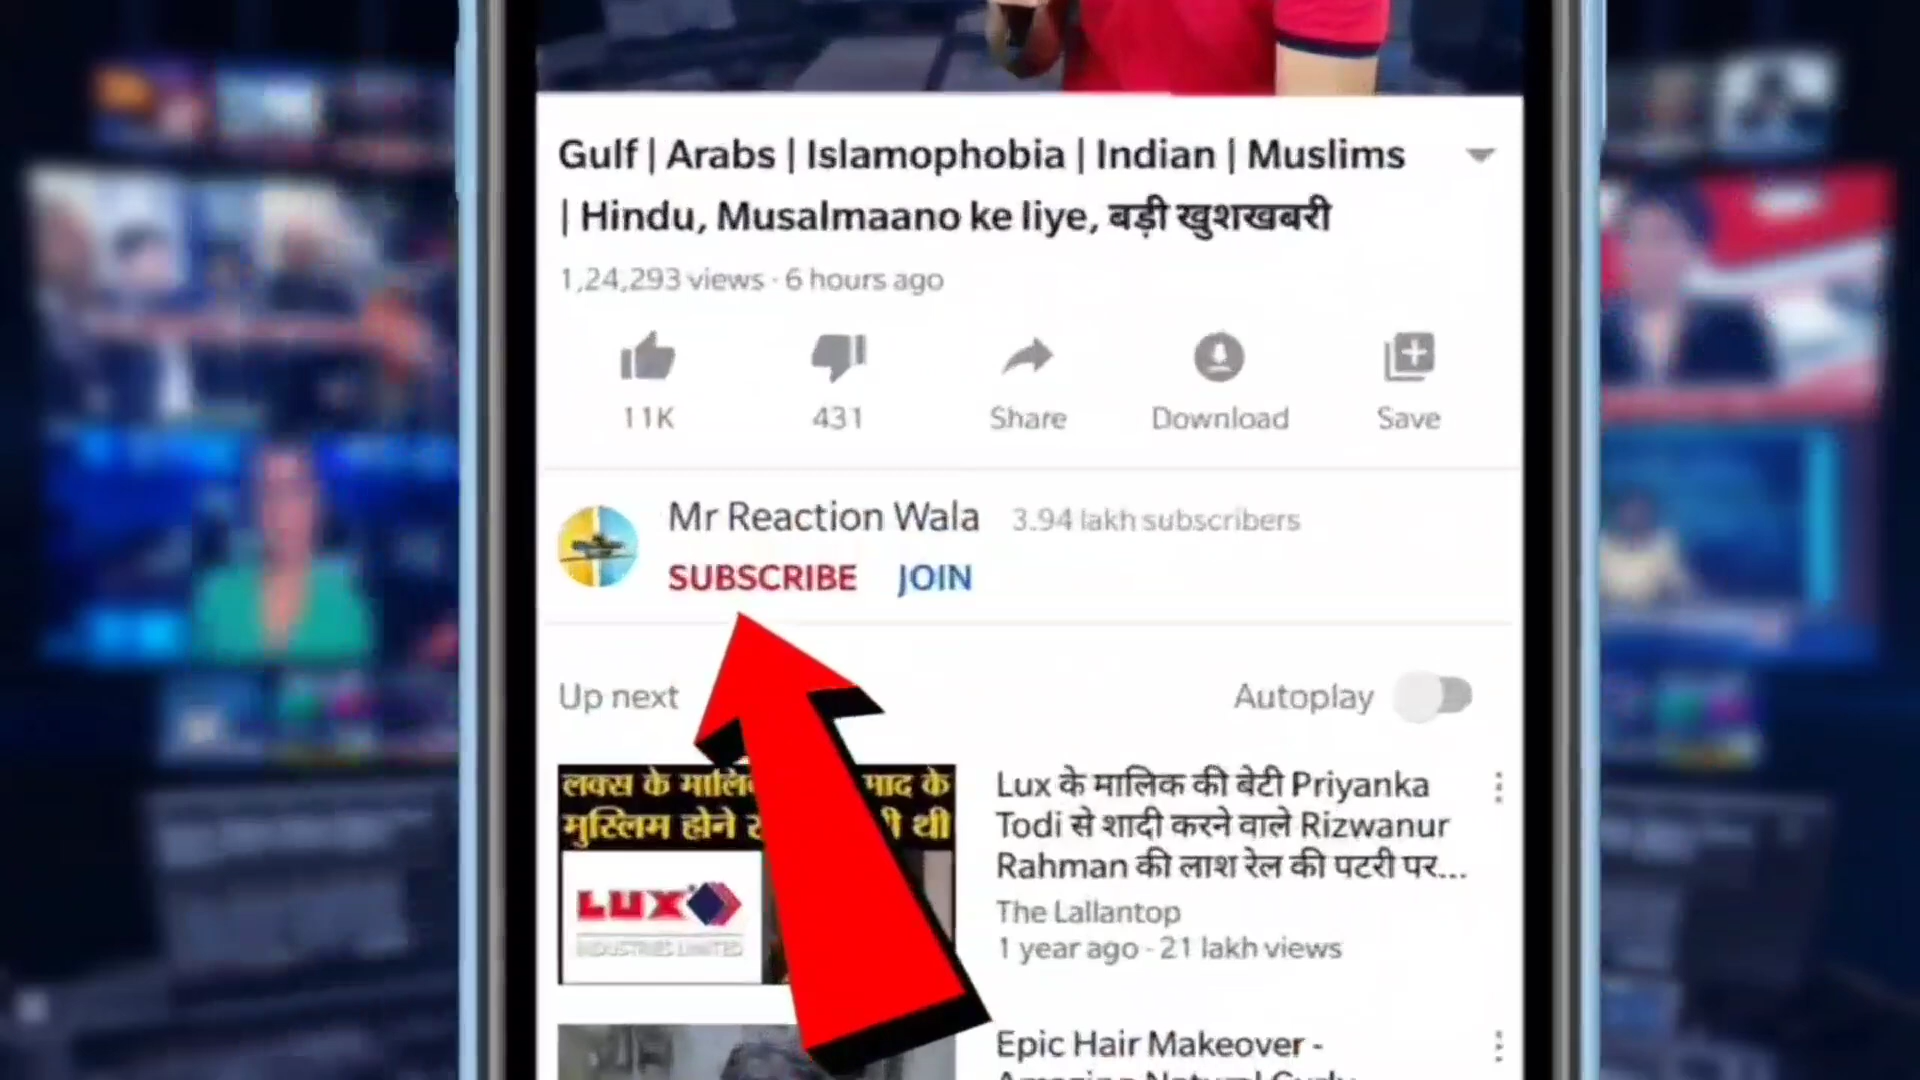 Gulf | Arabs | Islamophobia | Indian | Muslims
| Hindu, Musalmaano ke liye, बड़ी खुशखबरी
1,24,293 views · 6 hours ago
11K
431
Share
Download
Save
Mr Reaction Wala 3.94 lakh subscribers
SUBSCRIBE JOIN
Up next
Autoplay
लक्स के के
मुस्लिम होने थी
LUX
INDUSTRIES LIMITED
Lux के मालिक की बेटी Priyanka
Todi से शादी करने वाले Rizwanur
Rahman की लाश रेल की पटरी पर...
The Lallantop
1 year ago · 21 lakh views
Epic Hair Makeover -